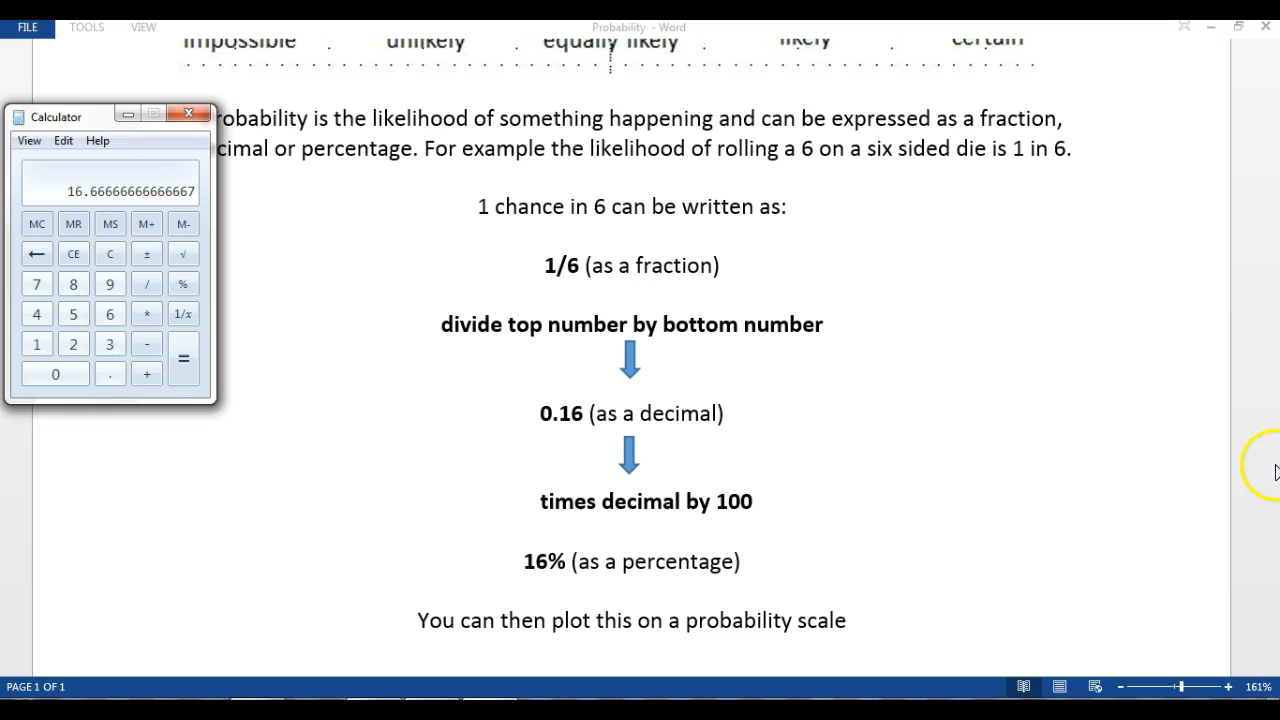 FILE TOOLS VIEW Probability - Word
impossible unlikely equally likely likely certain
Calculator
View Edit Help
16.66666666666667
MC MR MS M+ M-
← CE C ± √
7 8 9 / %
4 5 6 * 1/x
1 2 3 - =
0 . +
robability is the likelihood of something happening and can be expressed as a fraction,
cimal or percentage. For example the likelihood of rolling a 6 on a six sided die is 1 in 6.
1 chance in 6 can be written as:
1/6 (as a fraction)
divide top number by bottom number
0.16 (as a decimal)
times decimal by 100
16% (as a percentage)
You can then plot this on a probability scale
PAGE 1 OF 1 161%